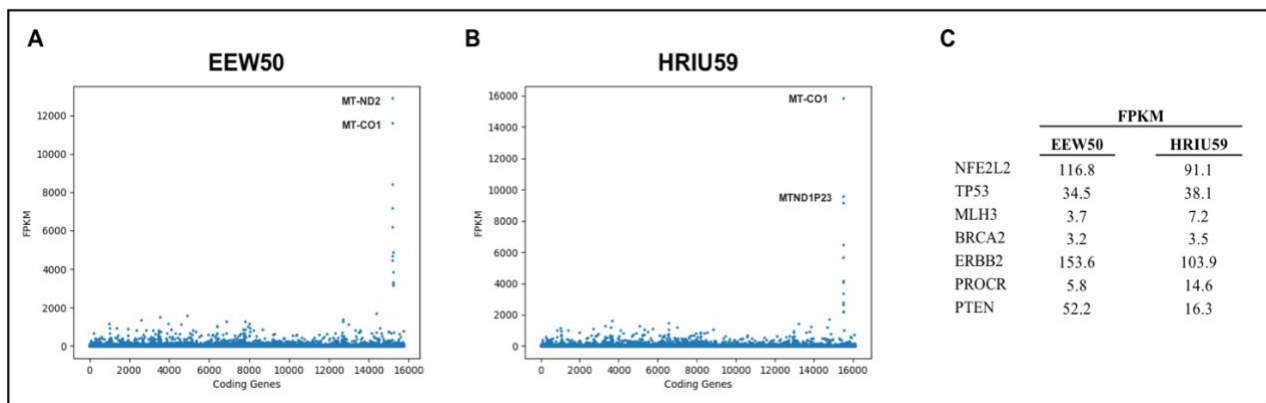 A
EEW50
MT-ND2
MT-CO1
12000
10000
8000
6000
4000
2000
0
FPKM
0 2000 4000 6000 8000 10000 12000 14000 16000
Coding Genes
B
HRIU59
MT-CO1
MTND1P23
16000
14000
12000
10000
8000
6000
4000
2000
0
FPKM
0 2000 4000 6000 8000 10000 12000 14000 16000
Coding Genes
C
FPKM
EEW50 HRIU59
NFE2L2 116.8 91.1
TP53 34.5 38.1
MLH3 3.7 7.2
BRCA2 3.2 3.5
ERBB2 153.6 103.9
PROCR 5.8 14.6
PTEN 52.2 16.3